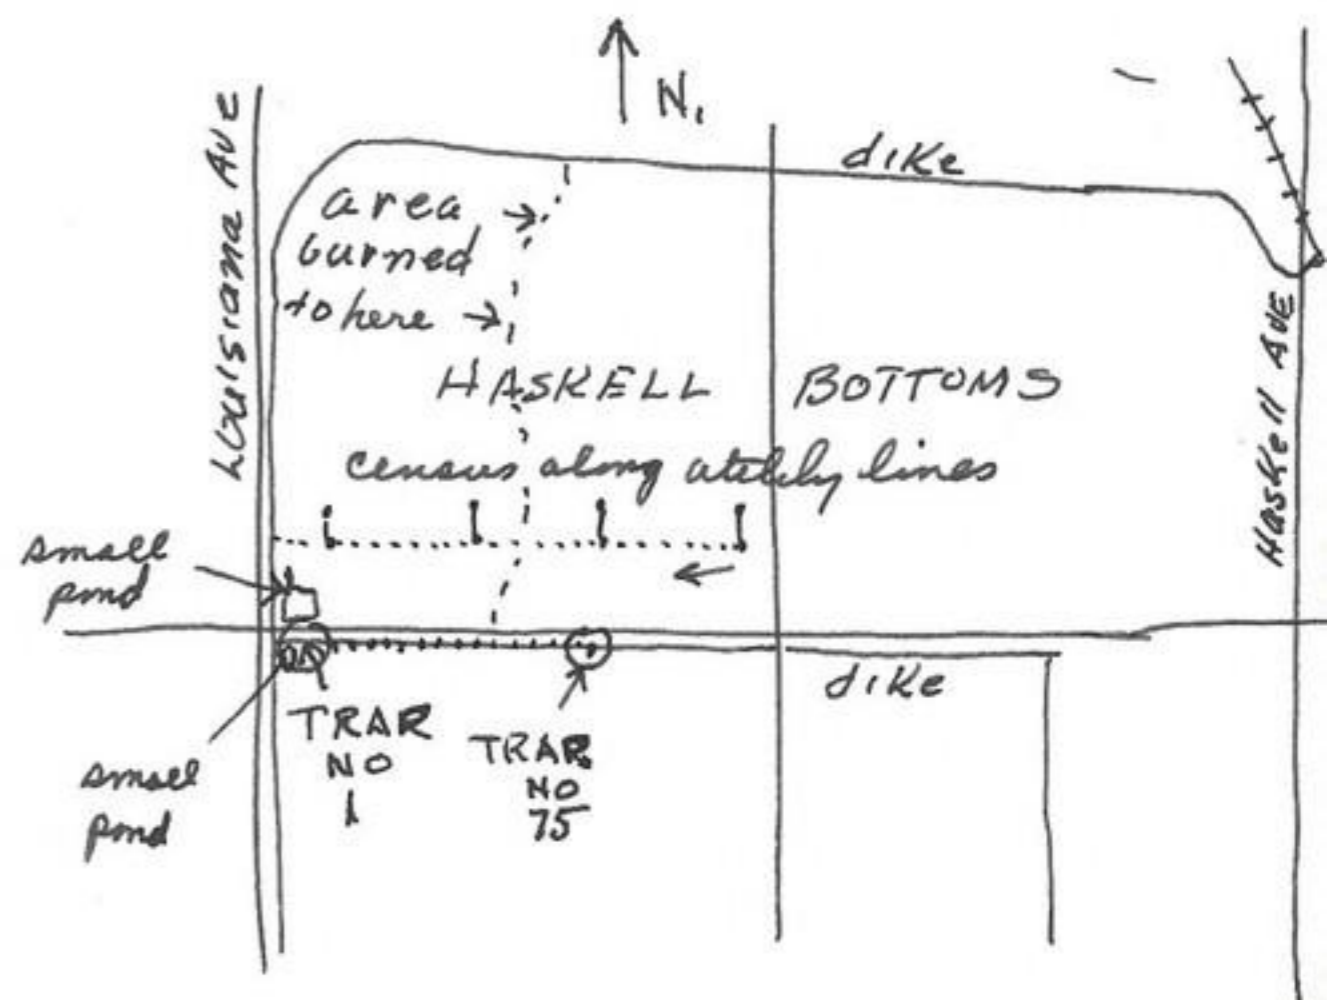 N.
LOUISIANA AVE
dike
area
burned
to here
HASKELL BOTTOMS
census along utility lines
Haskell AVE
small
pond
dike
TRAP
NO
1
TRAP
NO
75
small
pond